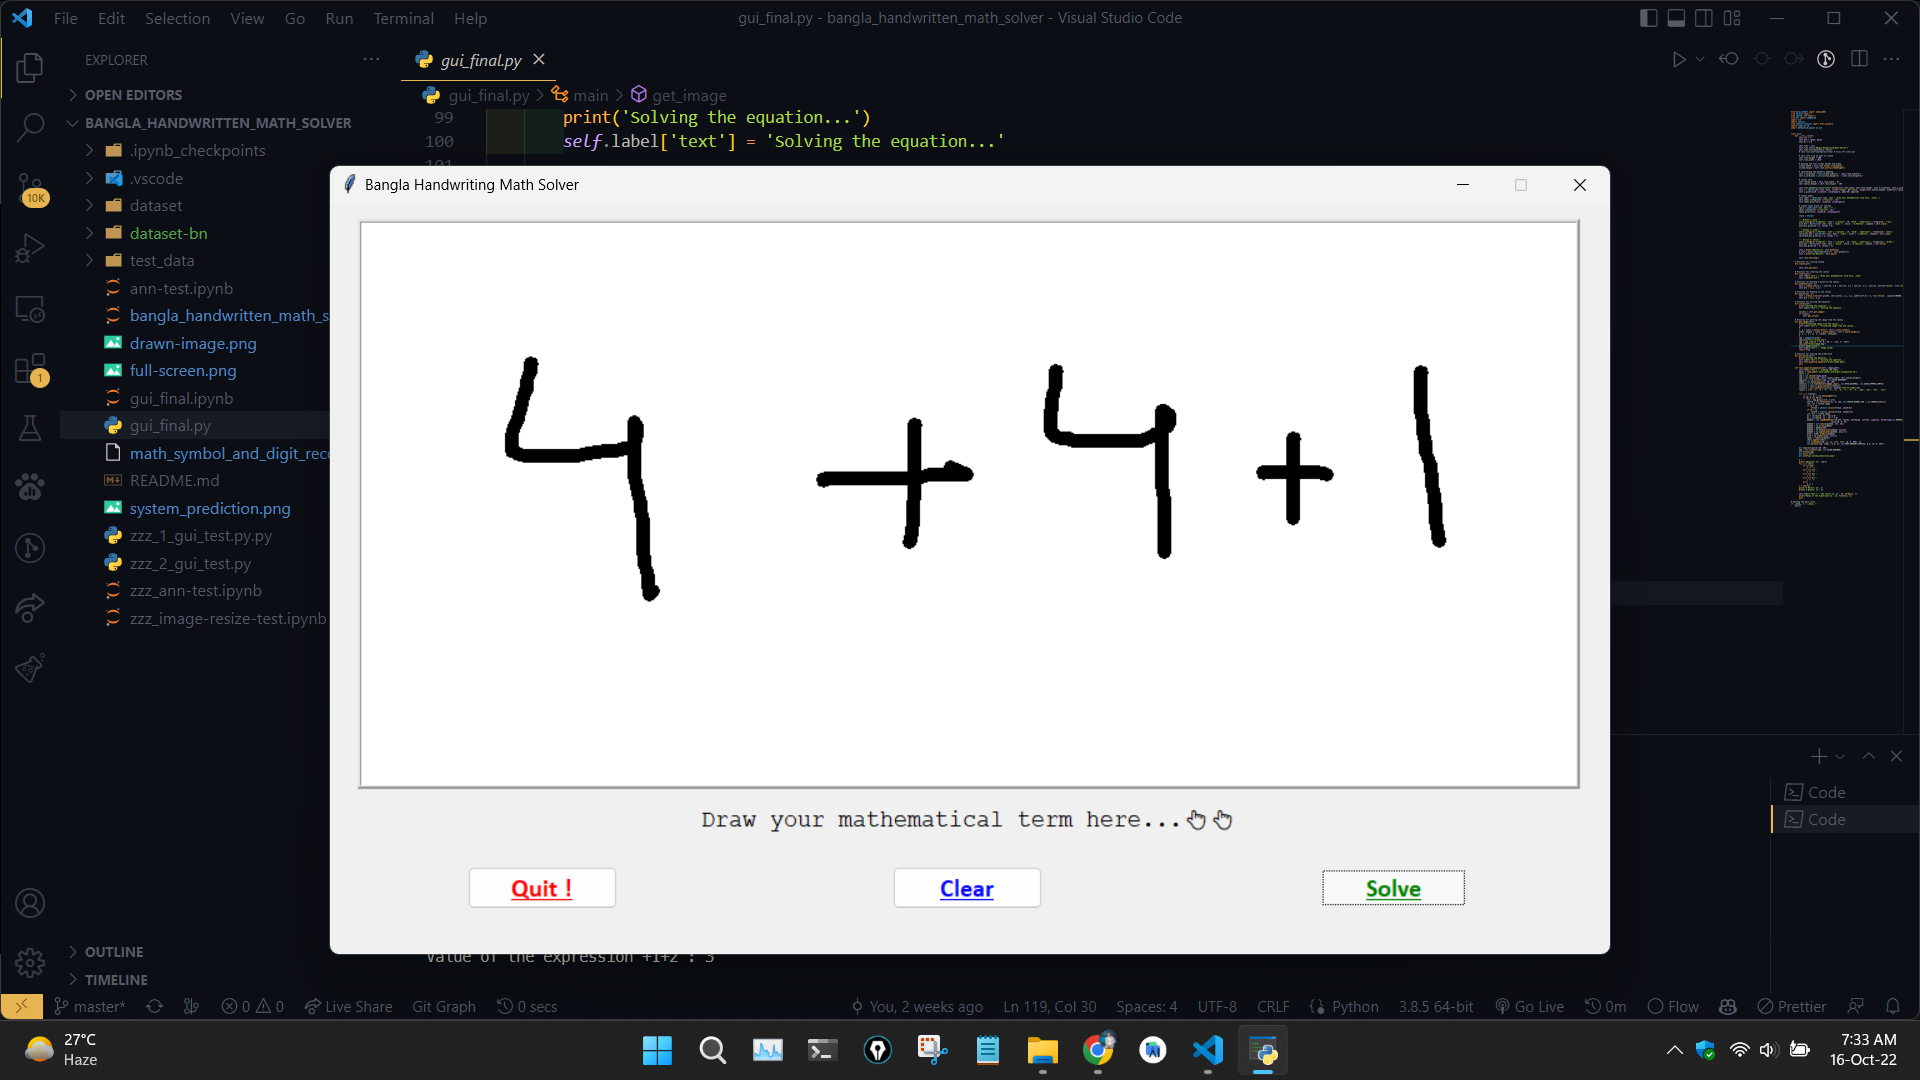 File Edit Selection View Go Run Terminal Help
gui_final.py - bangla_handwritten_math_solver - Visual Studio Code
EXPLORER
gui_final.py
OPEN EDITORS
gui_final.py > main > get_image
BANGLA_HANDWRITTEN_MATH_SOLVER
99 print('Solving the equation...')
100 self.label['text'] = 'Solving the equation...'
.ipynb_checkpoints
.vscode
10K
dataset
dataset-bn
test_data
ann-test.ipynb
bangla_handwritten_math_s
drawn-image.png
full-screen.png
1
gui_final.ipynb
gui_final.py
math_symbol_and_digit_reco
README.md
system_prediction.png
zzz_1_gui_test.py.py
zzz_2_gui_test.py
zzz_ann-test.ipynb
zzz_image-resize-test.ipynb
Bangla Handwriting Math Solver
4 + 4 + 1
Draw your mathematical term here...
Quit ! Clear Solve
Code
Code
Value of the expression +1+2 : 3
OUTLINE
TIMELINE
master* 0 0 Live Share Git Graph 0 secs You, 2 weeks ago Ln 119, Col 30 Spaces: 4 UTF-8 CRLF Python 3.8.5 64-bit Go Live 0m Flow Prettier
27°C
Haze
7:33 AM
16-Oct-22